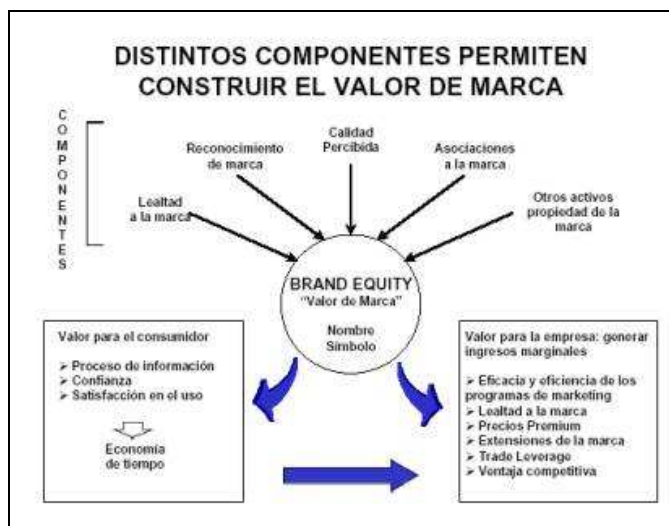 DISTINTOS COMPONENTES PERMITEN
CONSTRUIR EL VALOR DE MARCA
COMPONENTES
Lealtad
a la marca
Reconocimiento
de marca
Calidad
Percibida
Asociaciones
a la marca
Otros activos
propiedad de la
marca
BRAND EQUITY
"Valor de Marca"
Nombre
Símbolo
Valor para el consumidor
➢ Proceso de información
➢ Confianza
➢ Satisfacción en el uso
Economía
de tiempo
Valor para la empresa: generar
ingresos marginales
➢ Eficacia y eficiencia de los
programas de marketing
➢ Lealtad a la marca
➢ Precios Premium
➢ Extensiones de la marca
➢ Trade Leverage
➢ Ventaja competitiva